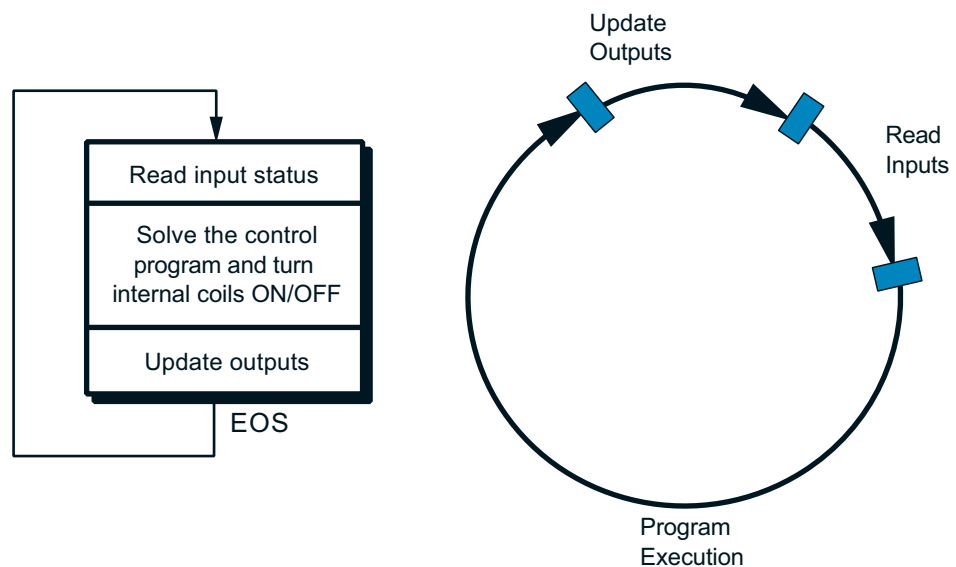 Read input status
Solve the control
program and turn
internal coils ON/OFF
Update outputs
EOS
Update
Outputs
Read
Inputs
Program
Execution